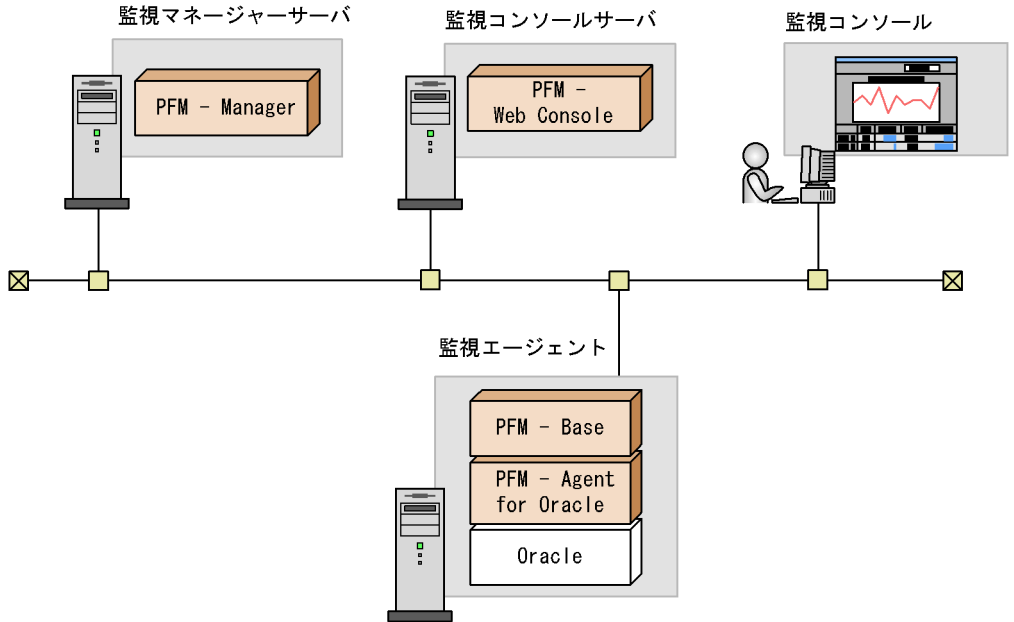 監視マネージャーサーバ
監視コンソールサーバ
監視コンソール
PFM - Manager
PFM -
Web Console
監視エージェント
PFM - Base
PFM - Agent
for Oracle
Oracle